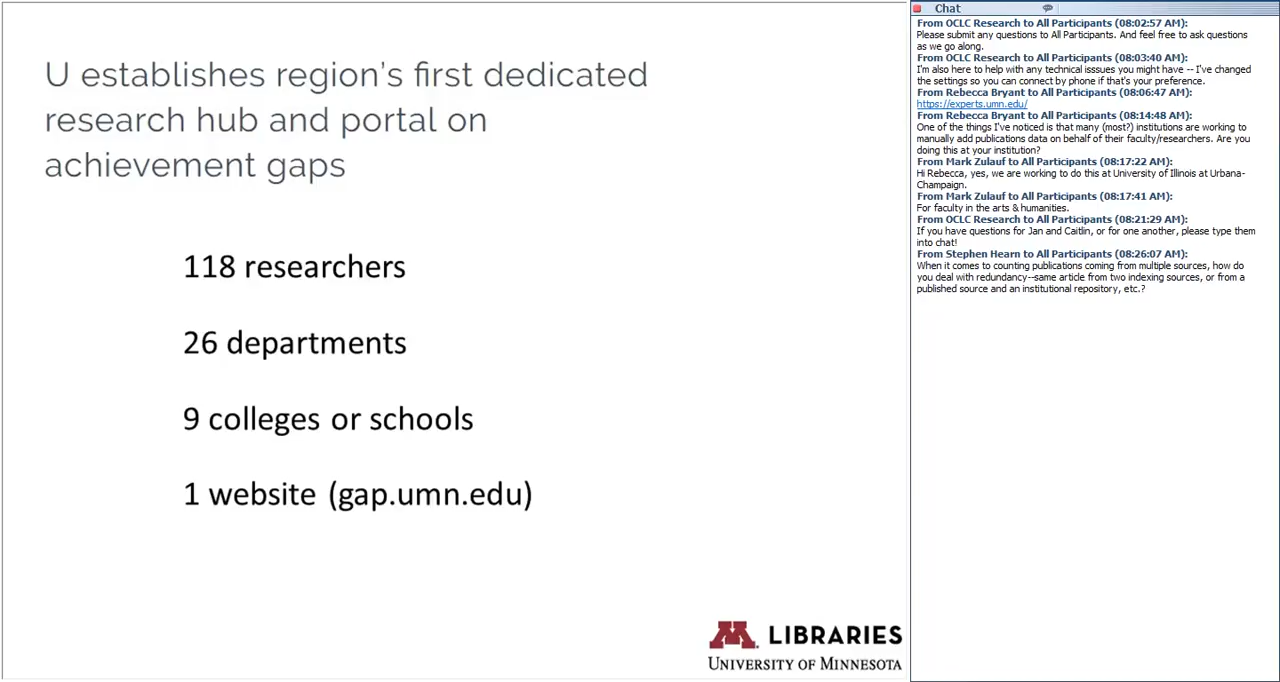 U establishes region's first dedicated
research hub and portal on
achievement gaps
118 researchers
26 departments
9 colleges or schools
1 website (gap.umn.edu)
M LIBRARIES
UNIVERSITY OF MINNESOTA
Chat
From OCLC Research to All Participants (08:02:57 AM):
Please submit any questions to All Participants. And feel free to ask questions
as we go along.
From OCLC Research to All Participants (08:03:40 AM):
I'm also here to help with any technical isssues you might have -- I've changed
the settings so you can connect by phone if that's your preference.
From Rebecca Bryant to All Participants (08:06:47 AM):
https://experts.umn.edu/
From Rebecca Bryant to All Participants (08:14:48 AM):
One of the things I've noticed is that many (most?) institutions are working to
manually add publications data on behalf of their faculty/researchers. Are you
doing this at your institution?
From Mark Zulauf to All Participants (08:17:22 AM):
Hi Rebecca, yes, we are working to do this at University of Illinois at Urbana-
Champaign.
From Mark Zulauf to All Participants (08:17:41 AM):
For faculty in the arts & humanities.
From OCLC Research to All Participants (08:21:29 AM):
If you have questions for Jan and Caitlin, or for one another, please type them
into chat!
From Stephen Hearn to All Participants (08:26:07 AM):
When it comes to counting publications coming from multiple sources, how do
you deal with redundancy--same article from two indexing sources, or from a
published source and an institutional repository, etc.?